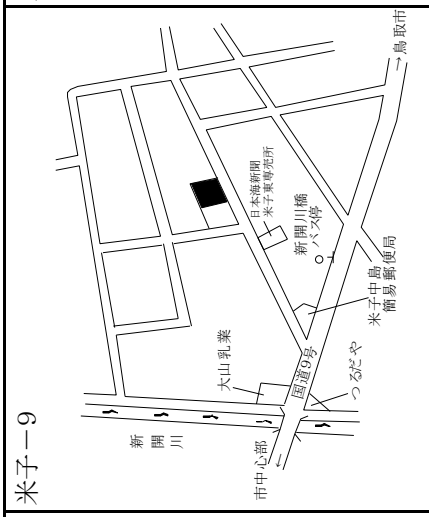 米子－9
→鳥取市
日本海新聞
米子東専売所
新開川橋
バス停
米子中島
簡易郵便局
大山乳業
国道9号
つるだや
新開川
市中心部
←